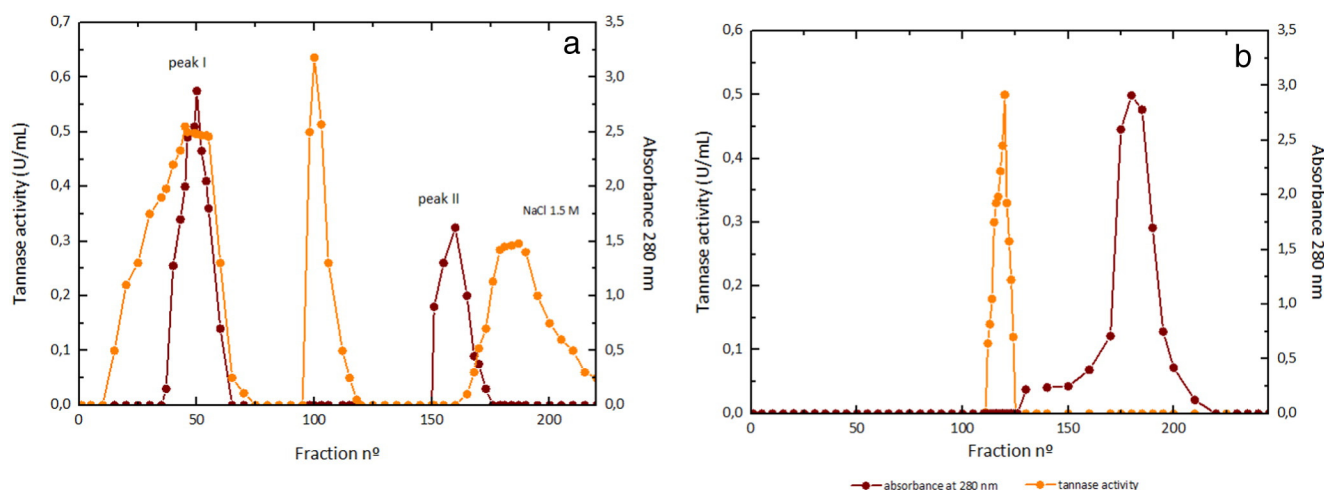 a
peak I
peak II
NaCl 1.5 M
Tannase activity (U/mL)
0,7
0,6
0,5
0,4
0,3
0,2
0,1
0,0
3,5
3,0
2,5
2,0
1,5
1,0
0,5
0,0
Absorbance 280 nm
0 50 100 150 200
Fraction nº
b
Tannase activity (U/mL)
0,6
0,5
0,4
0,3
0,2
0,1
0,0
3,5
3,0
2,5
2,0
1,5
1,0
0,5
0,0
Absorbance 280 nm
0 50 100 150 200
Fraction nº
absorbance at 280 nm tannase activity